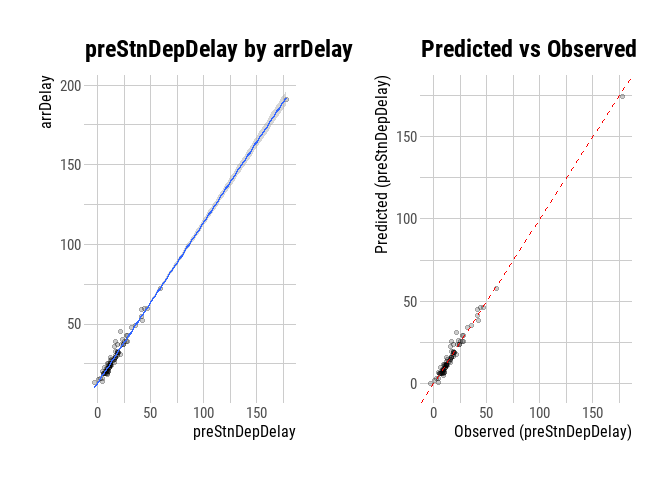 preStnDepDelay by arrDelay
arrDelay
200
150
100
50
0
50
100
150
preStnDepDelay
Predicted vs Observed
Predicted (preStnDepDelay)
150
100
50
0
0
50
100
150
Observed (preStnDepDelay)